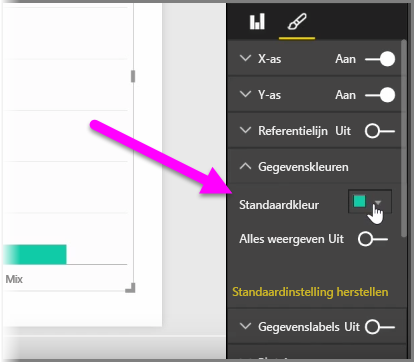 X-as Aan
Y-as Aan
Referentielijn Uit
Gegevenskleuren
Standaardkleur
Alles weergeven Uit
Mix
Standaardinstelling herstellen
Gegevenslabels Uit